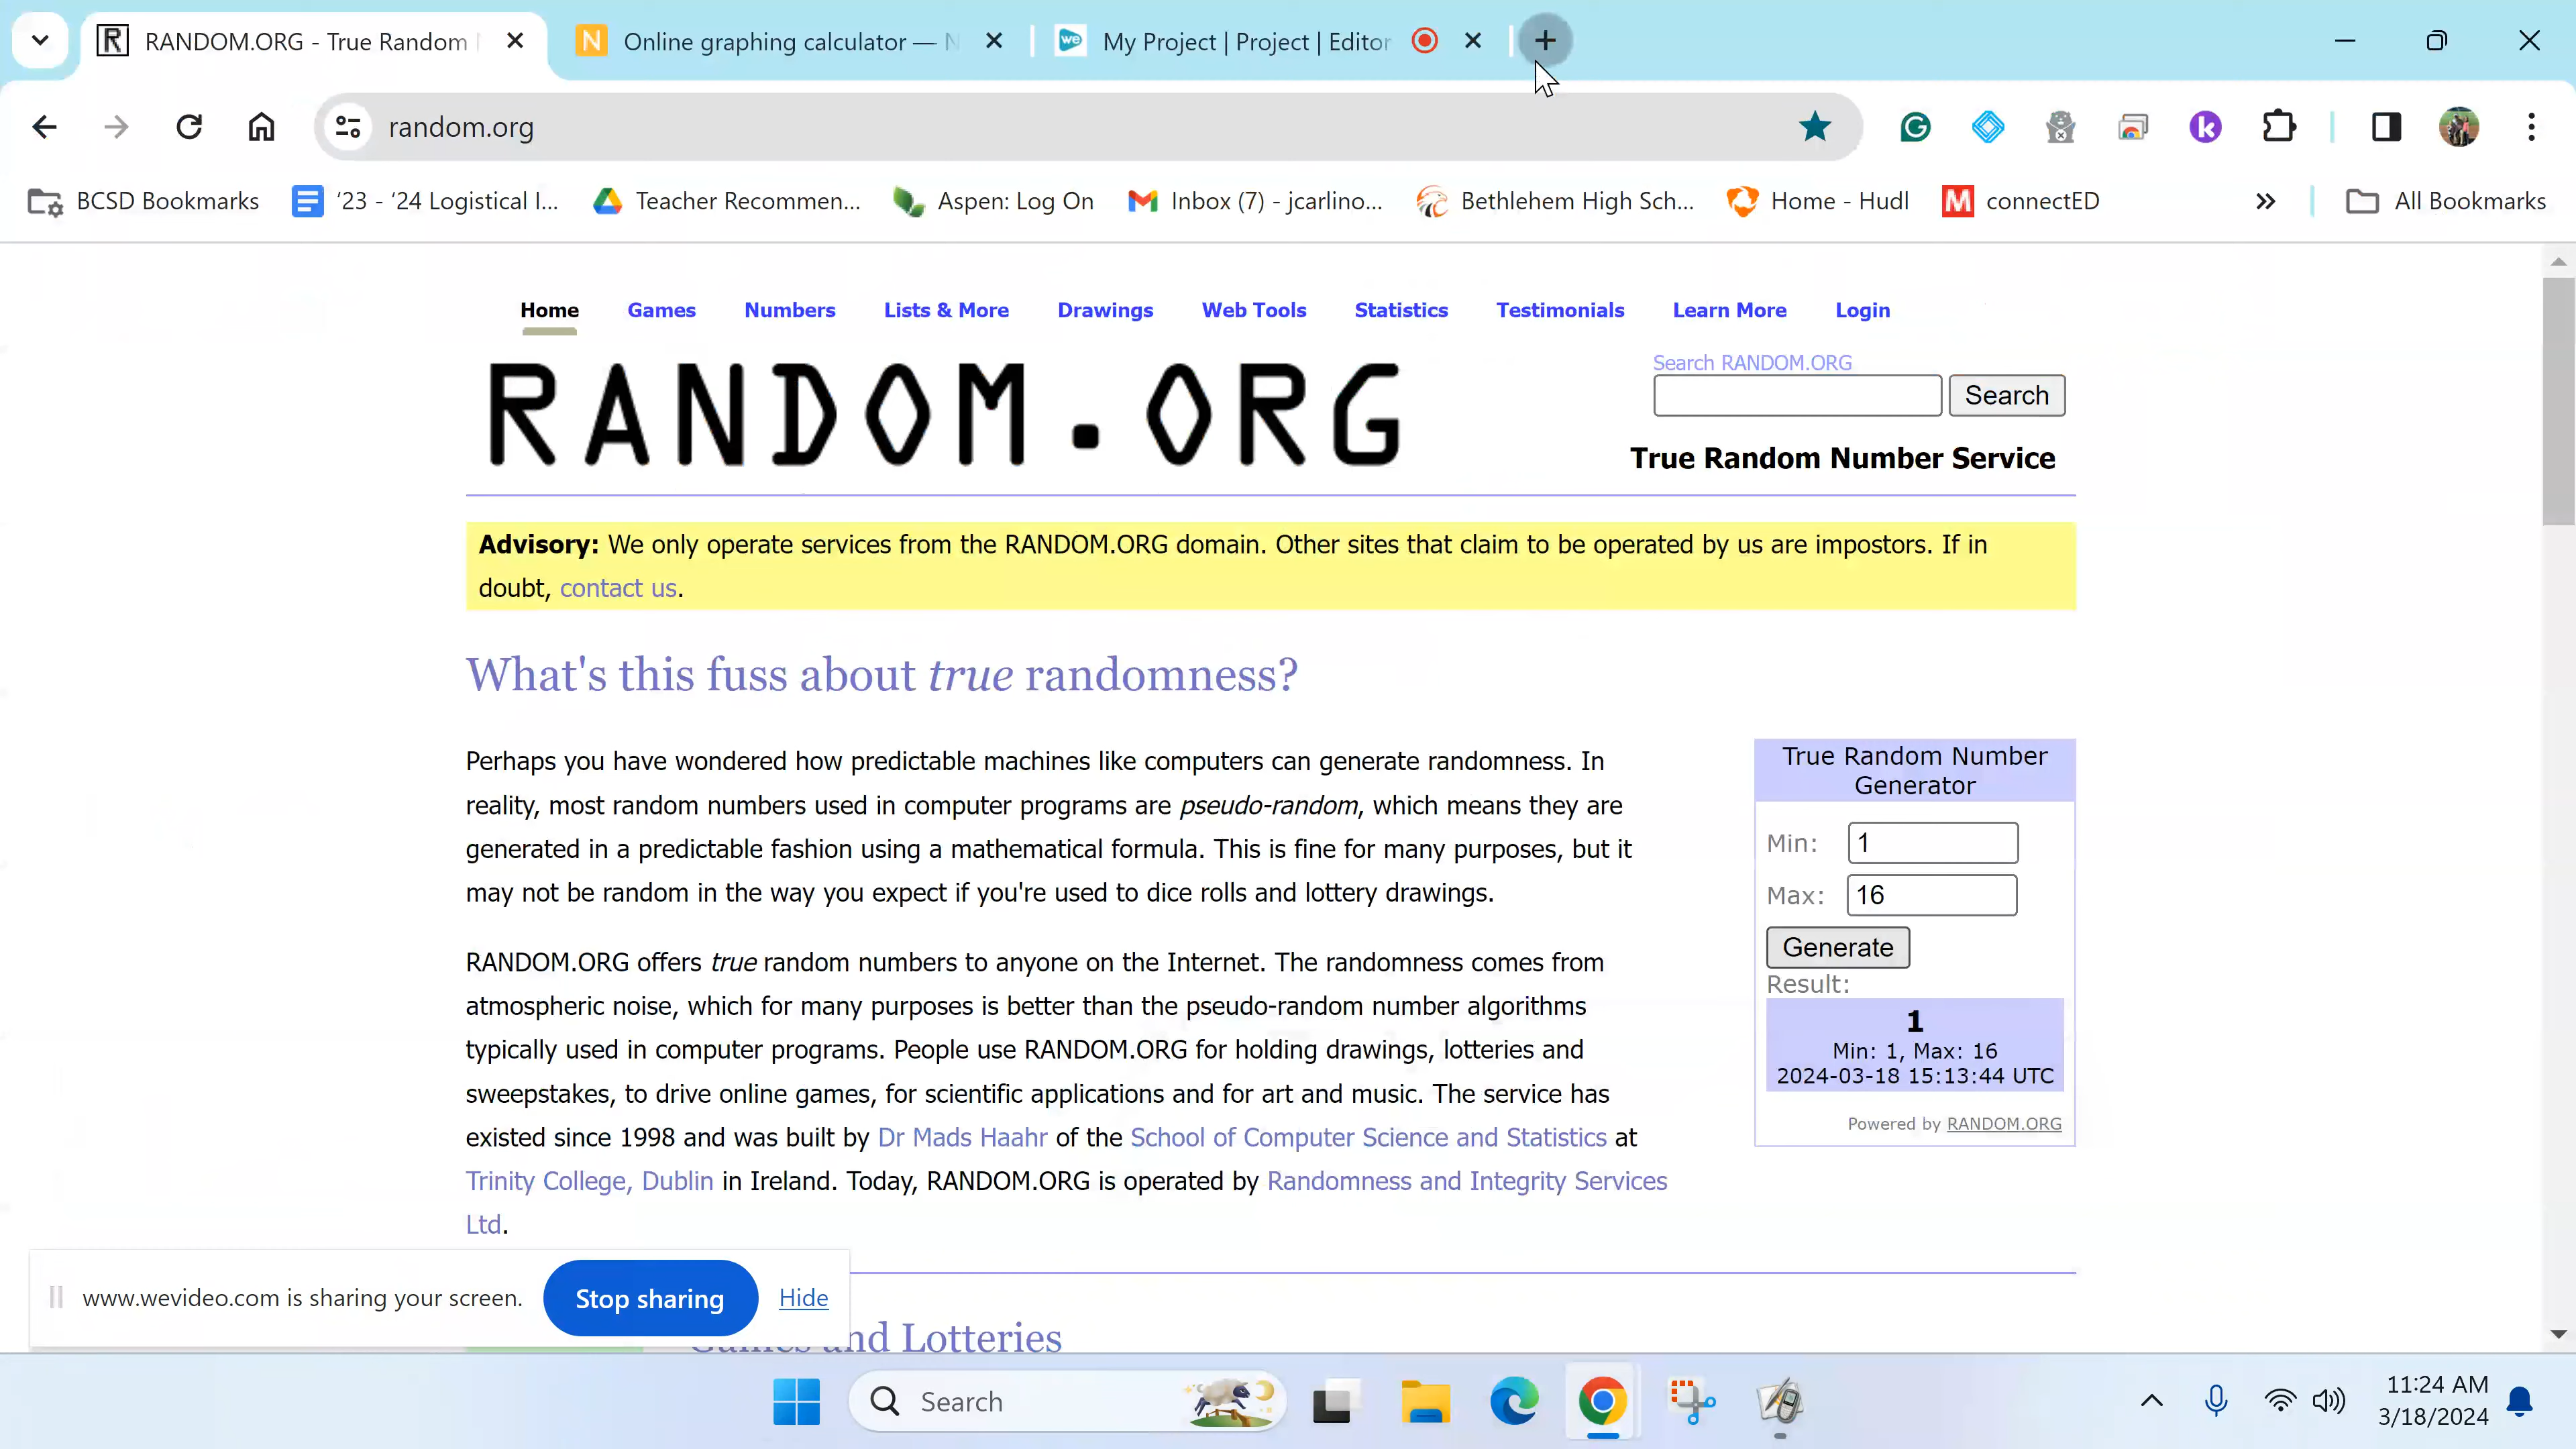 RANDOM.ORG - True Random
Online graphing calculator —
My Project | Project | Editor
random.org
BCSD Bookmarks
'23 - '24 Logistical I...
Teacher Recommen...
Aspen: Log On
Inbox (7) - jcarlino...
Bethlehem High Sch...
Home - Hudl
connectED
»
All Bookmarks
Home Games Numbers Lists & More Drawings Web Tools Statistics Testimonials Learn More Login
RANDOM.ORG
Search RANDOM.ORG
Search
True Random Number Service
Advisory: We only operate services from the RANDOM.ORG domain. Other sites that claim to be operated by us are impostors. If in
doubt, contact us.
What's this fuss about true randomness?
Perhaps you have wondered how predictable machines like computers can generate randomness. In
reality, most random numbers used in computer programs are pseudo-random, which means they are
generated in a predictable fashion using a mathematical formula. This is fine for many purposes, but it
may not be random in the way you expect if you're used to dice rolls and lottery drawings.
RANDOM.ORG offers true random numbers to anyone on the Internet. The randomness comes from
atmospheric noise, which for many purposes is better than the pseudo-random number algorithms
typically used in computer programs. People use RANDOM.ORG for holding drawings, lotteries and
sweepstakes, to drive online games, for scientific applications and for art and music. The service has
existed since 1998 and was built by Dr Mads Haahr of the School of Computer Science and Statistics at
Trinity College, Dublin in Ireland. Today, RANDOM.ORG is operated by Randomness and Integrity Services
Ltd.
True Random Number
Generator
Min: 1
Max: 16
Generate
Result:
1
Min: 1, Max: 16
2024-03-18 15:13:44 UTC
Powered by RANDOM.ORG
www.wevideo.com is sharing your screen.
Stop sharing
Hide
and Lotteries
Search
11:24 AM
3/18/2024